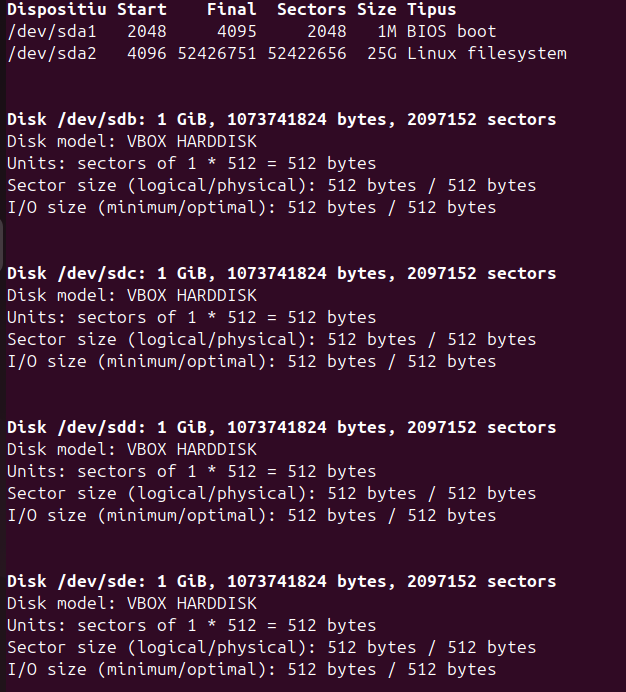 Dispositiu Start Final Sectors Size Tipus
/dev/sda1 2048 4095 2048 1M BIOS boot
/dev/sda2 4096 52426751 52422656 25G Linux filesystem
Disk /dev/sdb: 1 GiB, 1073741824 bytes, 2097152 sectors
Disk model: VBOX HARDDISK
Units: sectors of 1 * 512 = 512 bytes
Sector size (logical/physical): 512 bytes / 512 bytes
I/O size (minimum/optimal): 512 bytes / 512 bytes
Disk /dev/sdc: 1 GiB, 1073741824 bytes, 2097152 sectors
Disk model: VBOX HARDDISK
Units: sectors of 1 * 512 = 512 bytes
Sector size (logical/physical): 512 bytes / 512 bytes
I/O size (minimum/optimal): 512 bytes / 512 bytes
Disk /dev/sdd: 1 GiB, 1073741824 bytes, 2097152 sectors
Disk model: VBOX HARDDISK
Units: sectors of 1 * 512 = 512 bytes
Sector size (logical/physical): 512 bytes / 512 bytes
I/O size (minimum/optimal): 512 bytes / 512 bytes
Disk /dev/sde: 1 GiB, 1073741824 bytes, 2097152 sectors
Disk model: VBOX HARDDISK
Units: sectors of 1 * 512 = 512 bytes
Sector size (logical/physical): 512 bytes / 512 bytes
I/O size (minimum/optimal): 512 bytes / 512 bytes